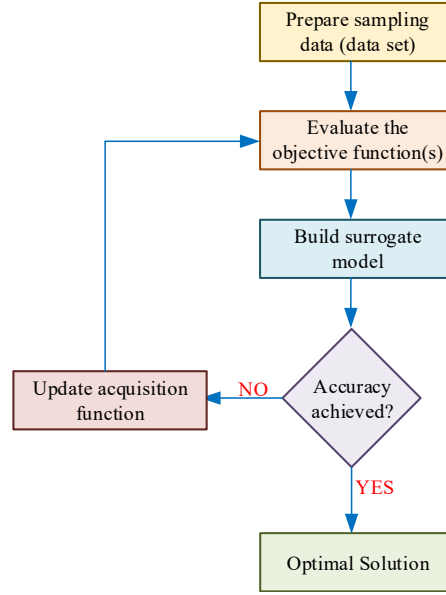 Prepare sampling
data (data set)
Evaluate the
objective function(s)
Build surrogate
model
Accuracy
achieved?
NO
Update acquisition
function
YES
Optimal Solution